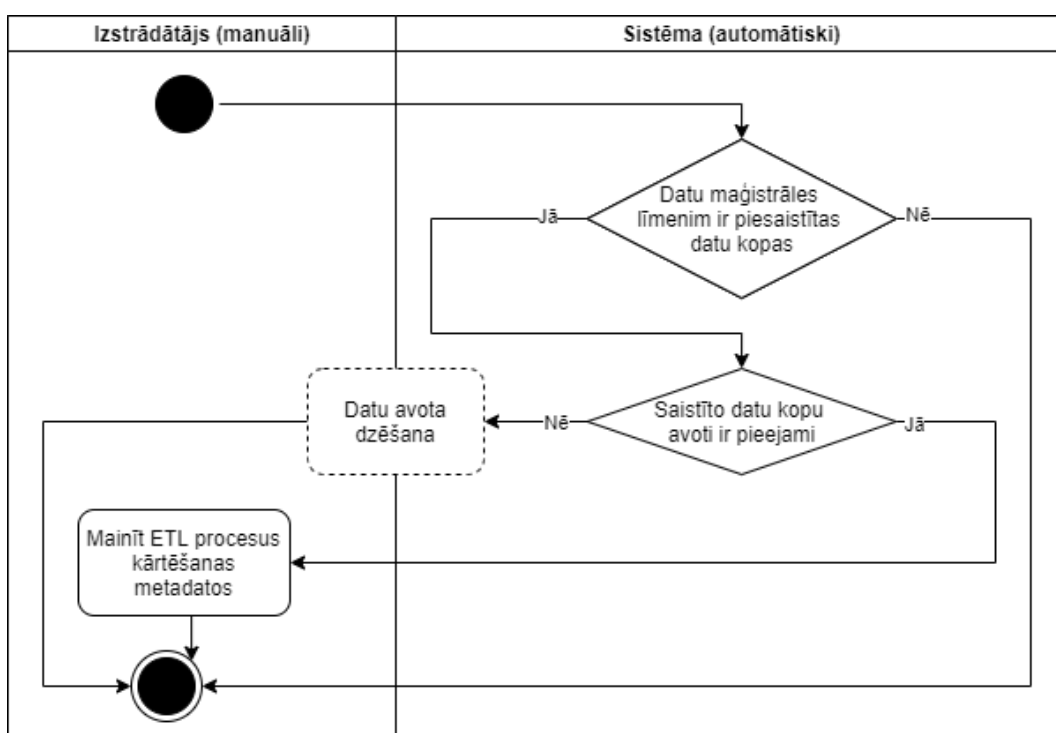 Izstrādātājs (manuāli)
Sistēma (automātiski)
Datu maģistrāles
līmenim ir piesaistītas
datu kopas
Jā
Nē
Saistīto datu kopu
avoti ir pieejami
Nē
Jā
Datu avota
dzēšana
Mainīt ETL procesus
kārtēšanas
metadatos